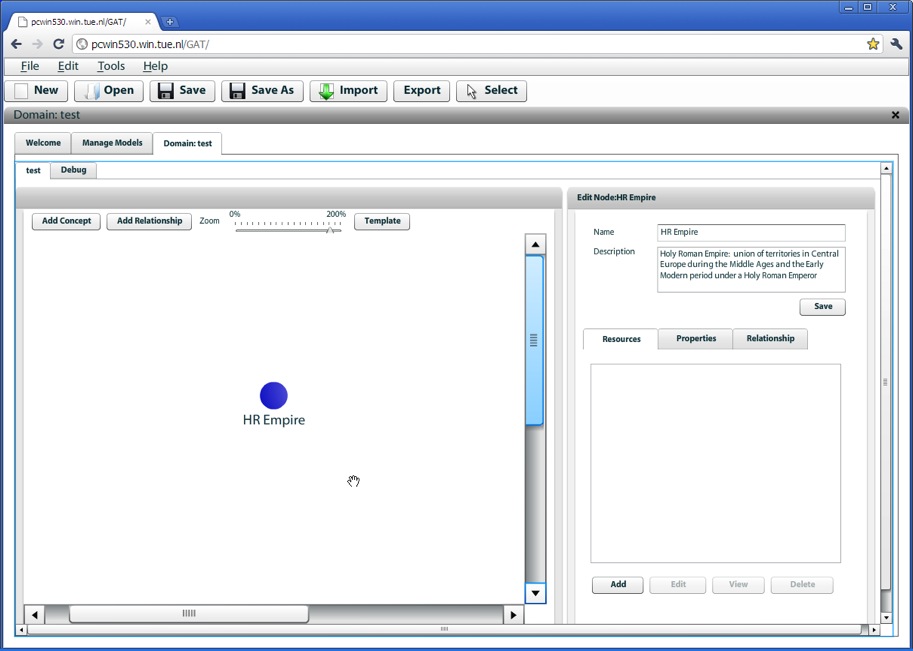 pcwin530.win.tue.nl/GAT/
pcwin530.win.tue.nl/GAT/
File Edit Tools Help
New Open Save Save As Import Export Select
Domain: test
Welcome Manage Models Domain: test
test Debug
Edit Node:HR Empire
Add Concept Add Relationship Zoom 0% 200% Template
Name HR Empire
Description Holy Roman Empire: union of territories in Central
Europe during the Middle Ages and the Early
Modern period under a Holy Roman Emperor
Save
Resources Properties Relationship
HR Empire
Add Edit View Delete